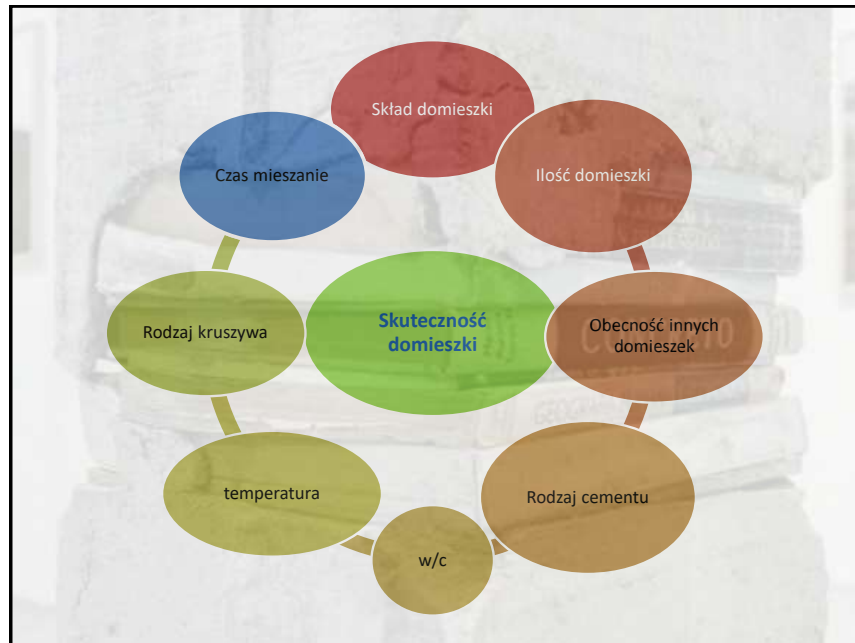 Skład domieszki
Ilość domieszki
Obecność innych
domieszek
Rodzaj cementu
w/c
temperatura
Rodzaj kruszywa
Czas mieszanie
Skuteczność
domieszki